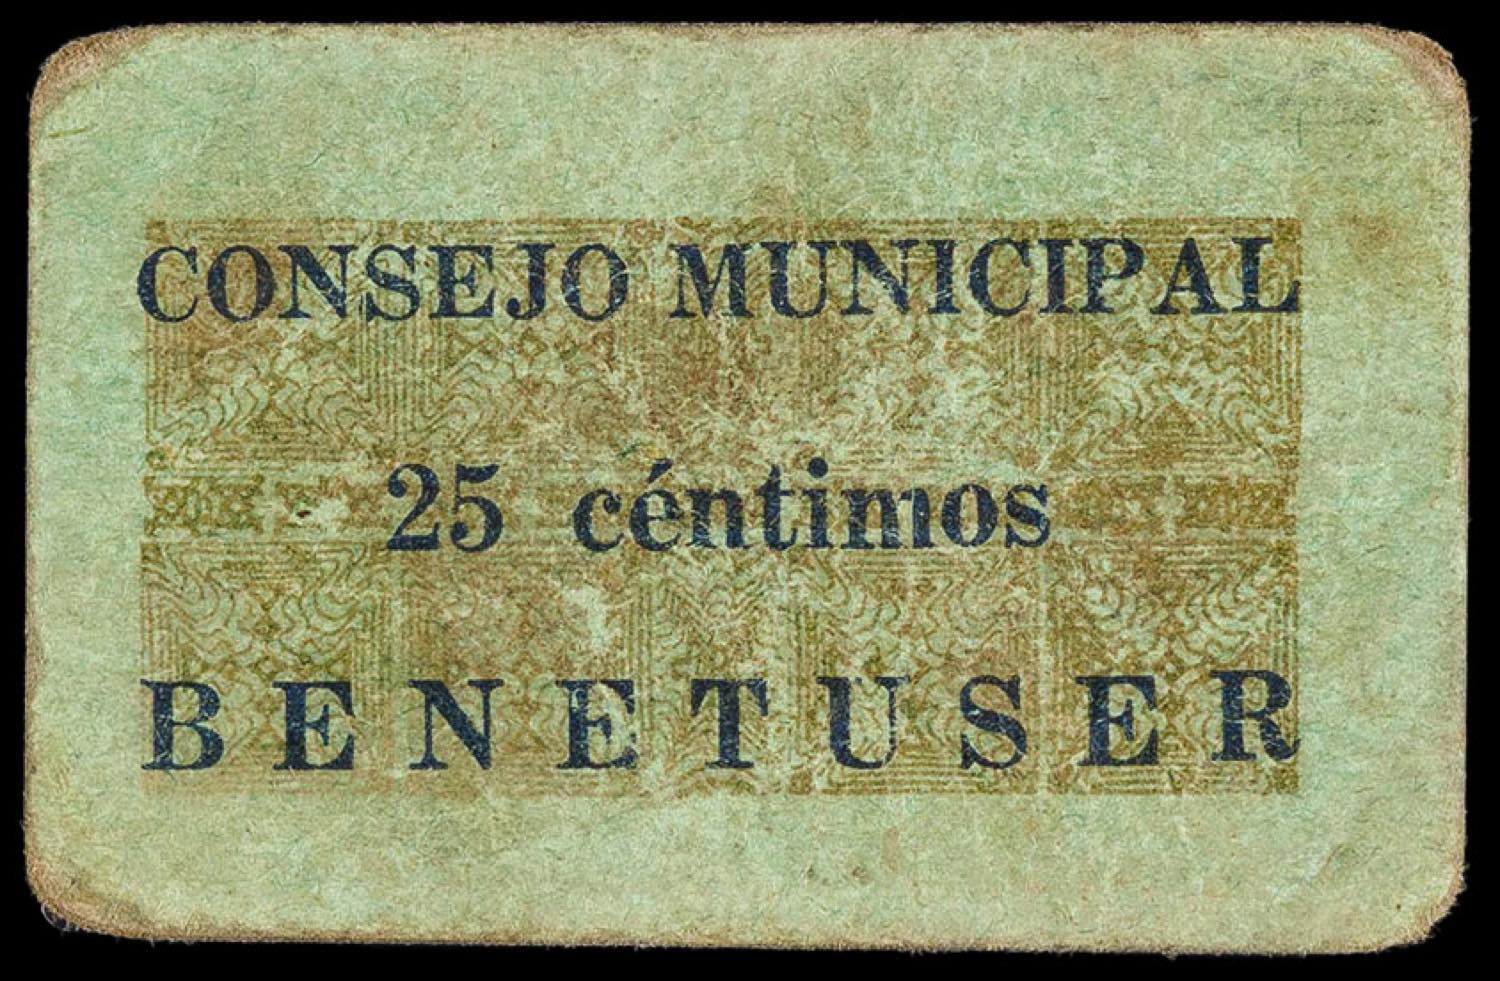 CONSEJO MUNICIPAL
25 céntimos
BENETUSER